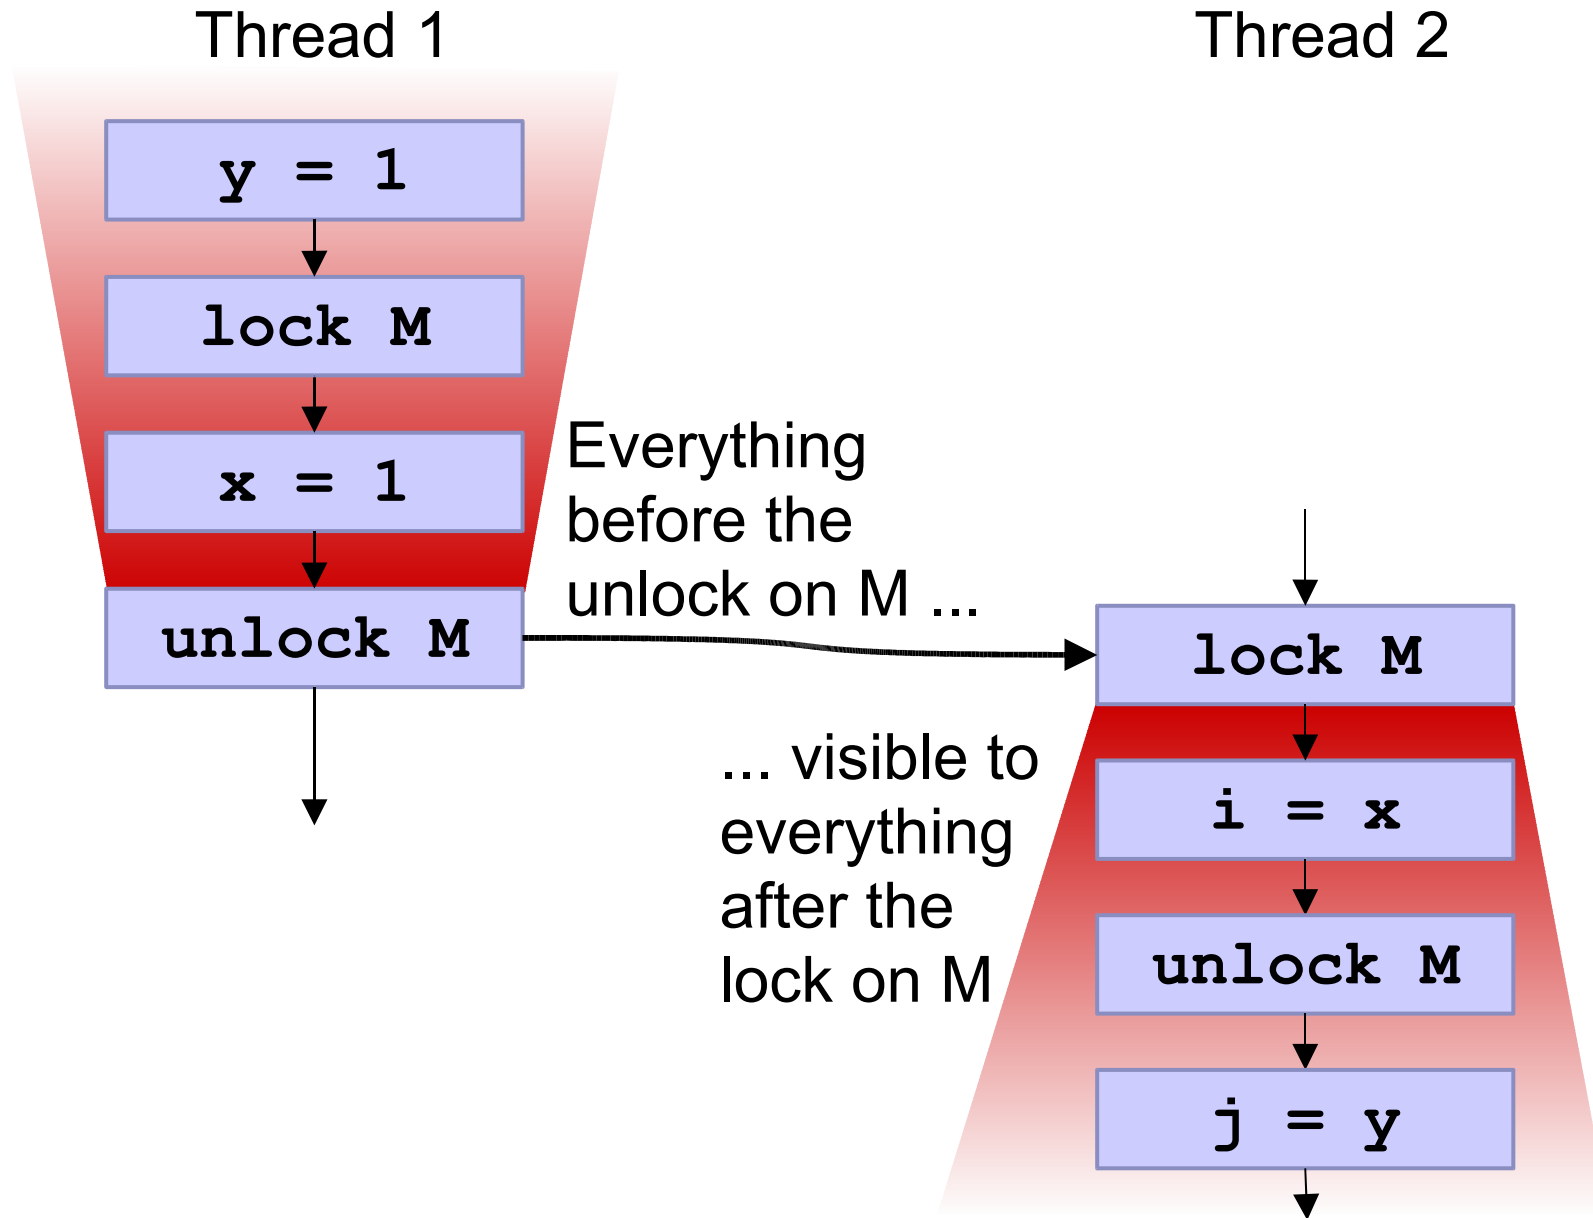 Thread 1
Thread 2
y = 1
lock M
x = 1
unlock M
Everything
before the
unlock on M ...
lock M
... visible to
everything
after the
lock on M
i = x
unlock M
j = y